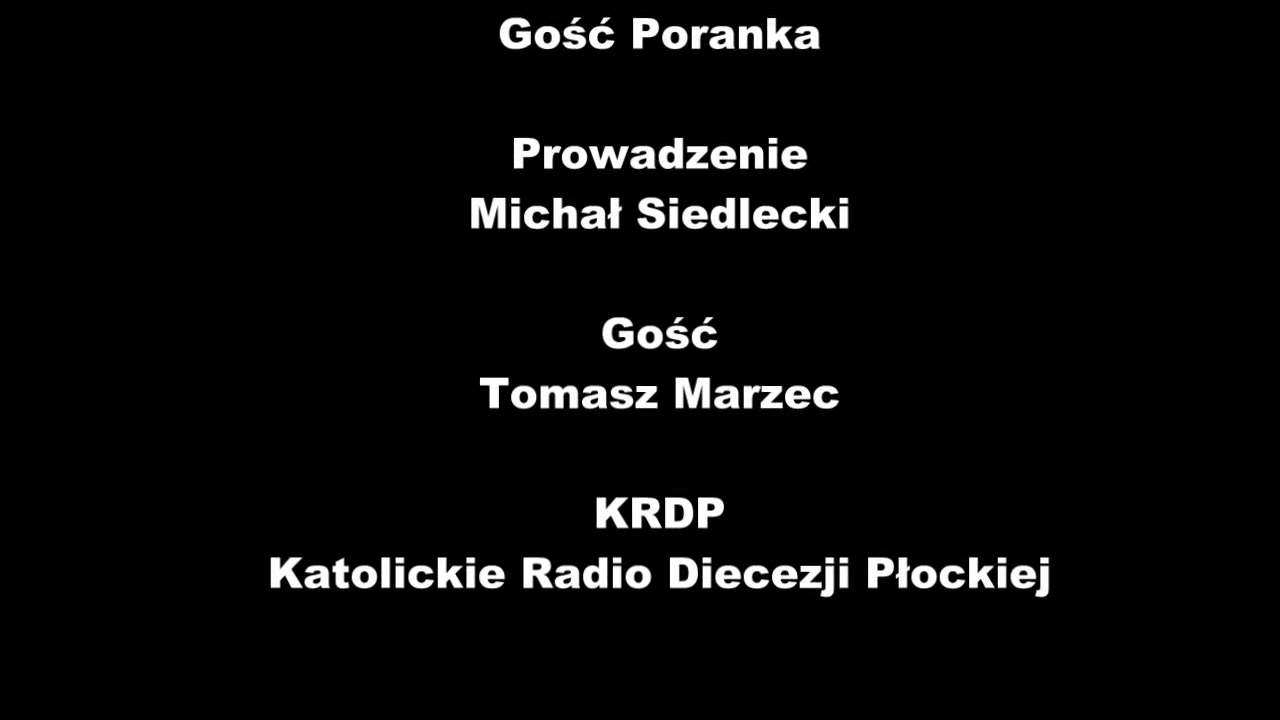 Gość Poranka
Prowadzenie
Michał Siedlecki
Gość
Tomasz Marzec
KRDP
Katolickie Radio Diecezji Płockiej